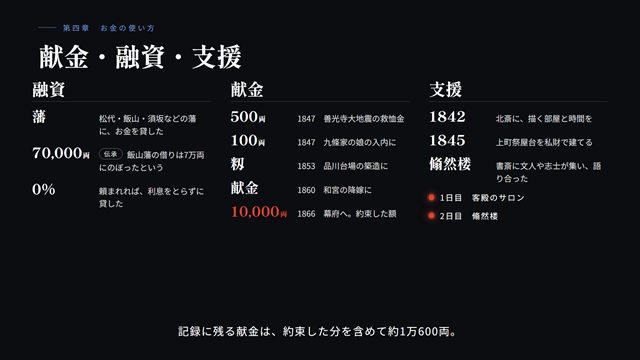 第四章　お金の使い方
献金・融資・支援
融資
藩　松代・飯山・須坂などの藩
に、お金を貸した
70,000両　伝承　飯山藩の借りは7万両
にのぼったという
0%　頼まれれば、利息をとらずに
貸した
献金
500両　1847　善光寺大地震の救恤金
100両　1847　九條家の娘の入内に
籾　1853　品川台場の築造に
献金　1860　和宮の降嫁に
10,000両　1866　幕府へ。約束した額
支援
1842　北斎に、描く部屋と時間を
1845　上町祭屋台を私財で建てる
翛然楼　書斎に文人や志士が集い、語
り合った
1日目　客殿のサロン
2日目　翛然楼
記録に残る献金は、約束した分を含めて約1万600両。